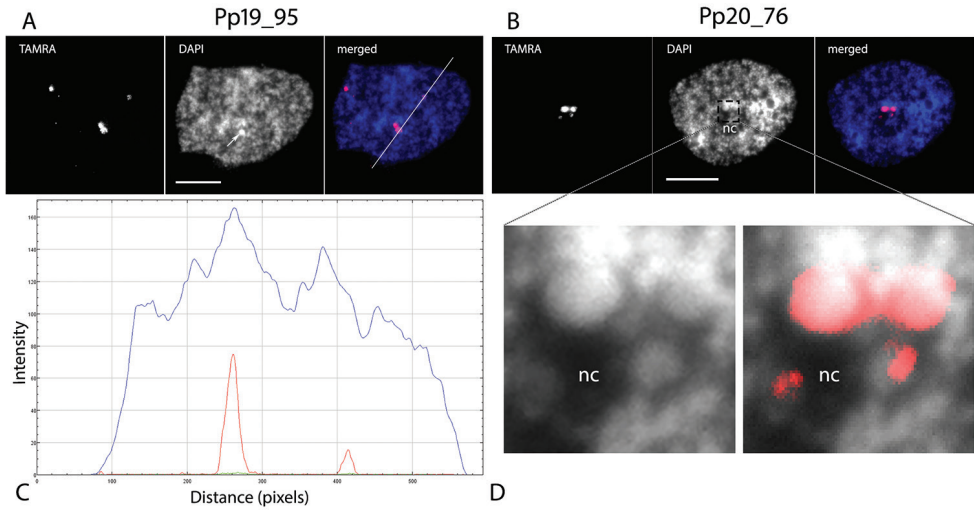 A
Pp19_95
B
Pp20_76
TAMRA
DAPI
merged
TAMRA
DAPI
merged
nc
160
140
120
100
80
60
40
20
0
Intensity
0
100
200
300
400
500
Distance (pixels)
nc
nc
C
D